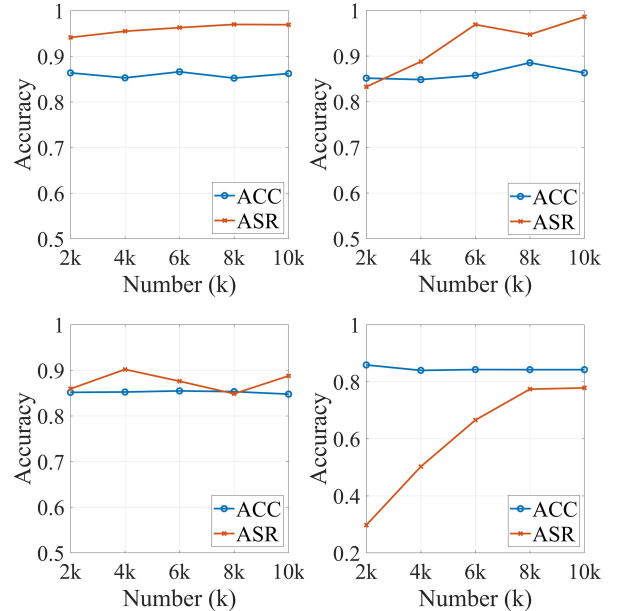 1
0.9
0.8
0.7
0.6
0.5
Accuracy
ACC
ASR
2k 4k 6k 8k 10k
Number (k)
1
0.9
0.8
0.7
0.6
0.5
Accuracy
ACC
ASR
2k 4k 6k 8k 10k
Number (k)
1
0.9
0.8
0.7
0.6
0.5
Accuracy
ACC
ASR
2k 4k 6k 8k 10k
Number (k)
1
0.8
0.6
0.4
0.2
Accuracy
ACC
ASR
2k 4k 6k 8k 10k
Number (k)